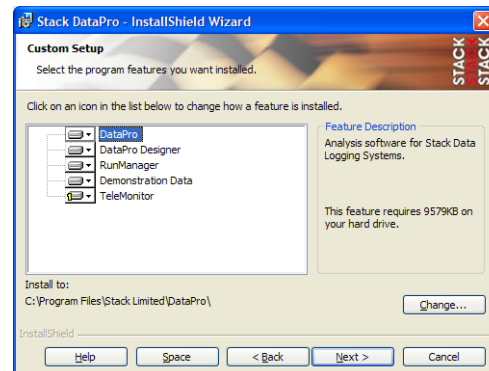 Stack DataPro - InstallShield Wizard
Custom Setup
Select the program features you want installed.
STACK
STACK
STACK
Click on an icon in the list below to change how a feature is installed.
DataPro
DataPro Designer
RunManager
Demonstration Data
TeleMonitor
Feature Description
Analysis software for Stack Data
Logging Systems.
This feature requires 9579KB on
your hard drive.
Install to:
C:\Program Files\Stack Limited\DataPro\
Change...
InstallShield
Help
Space
< Back
Next >
Cancel